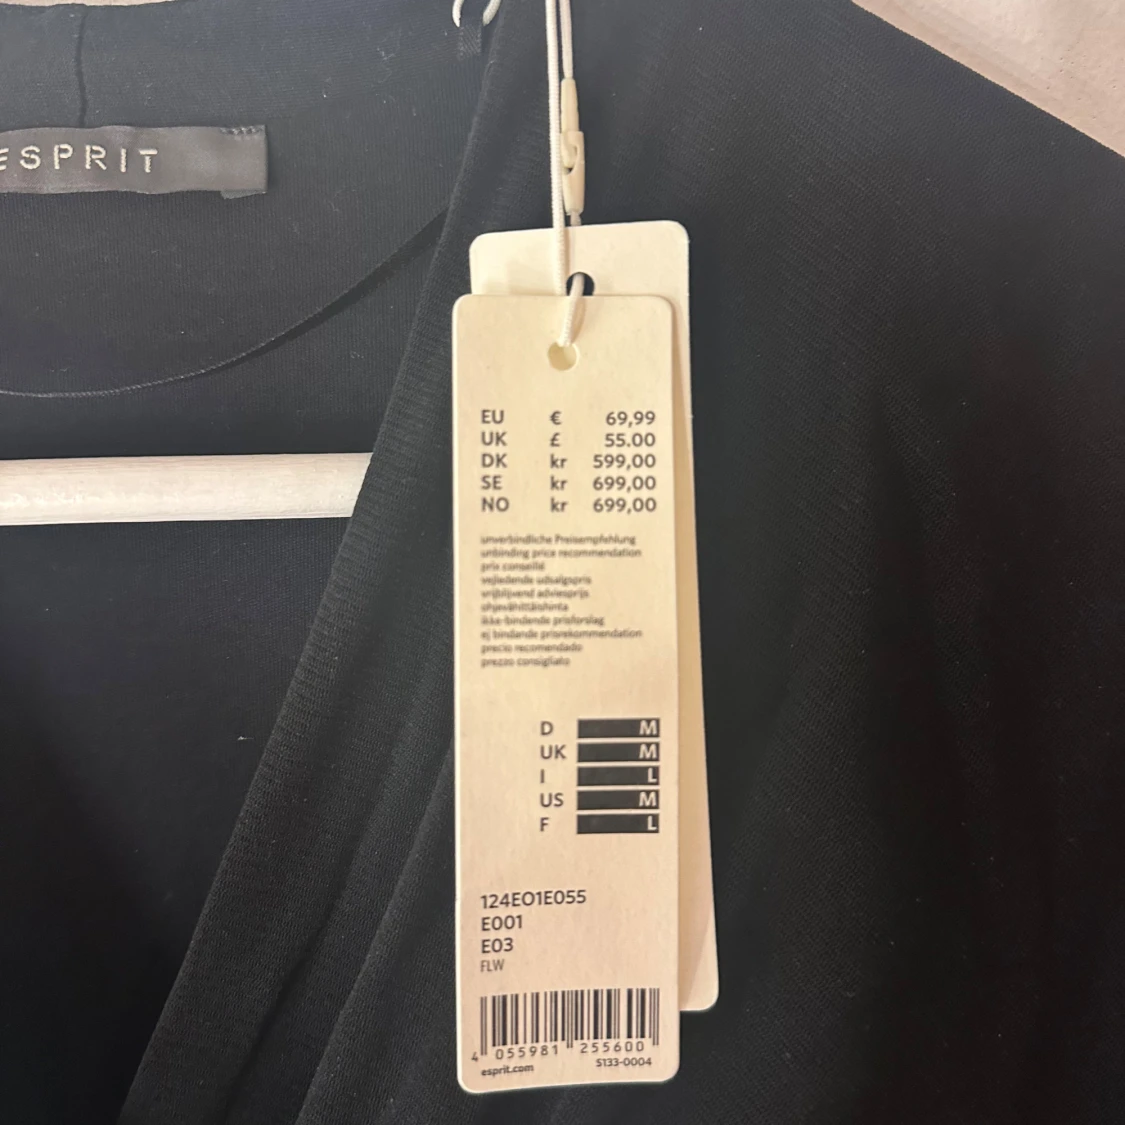 ESPRIT
EU € 69,99
UK £ 55.00
DK kr 599,00
SE kr 699,00
NO kr 699,00
unverbindliche Preisempfehlung
unbinding price recommendation
prix conseillé
vejledende udsalgspris
vrijblijvend adviesprijs
ohjevähittäishinta
ikke-bindende prisforslag
ej bindande prisrekommendation
precio recomendado
prezzo consigliato
D M
UK M
I L
US M
F L
124EO1E055
E001
E03
FLW
4 055981 255600
esprit.com S133-0004